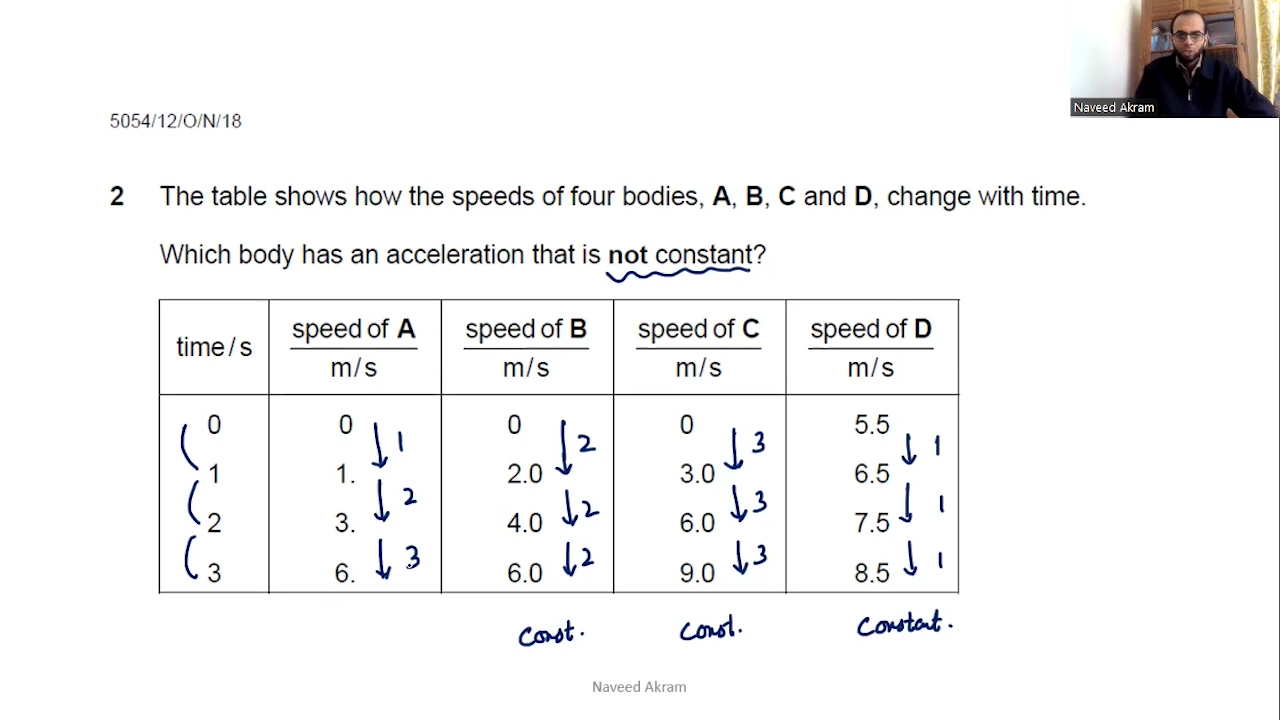 Naveed Akram
5054/12/O/N/18
2 The table shows how the speeds of four bodies, A, B, C and D, change with time.
Which body has an acceleration that is not constant?
time / s speed of A m / s speed of B m / s speed of C m / s speed of D m / s
0 0 0 0 5.5
1 2 3 1
1 1. 2.0 3.0 6.5
2 2 3 1
2 3. 4.0 6.0 7.5
3 2 3 1
3 6. 6.0 9.0 8.5
Const. Const. Constant.
Naveed Akram